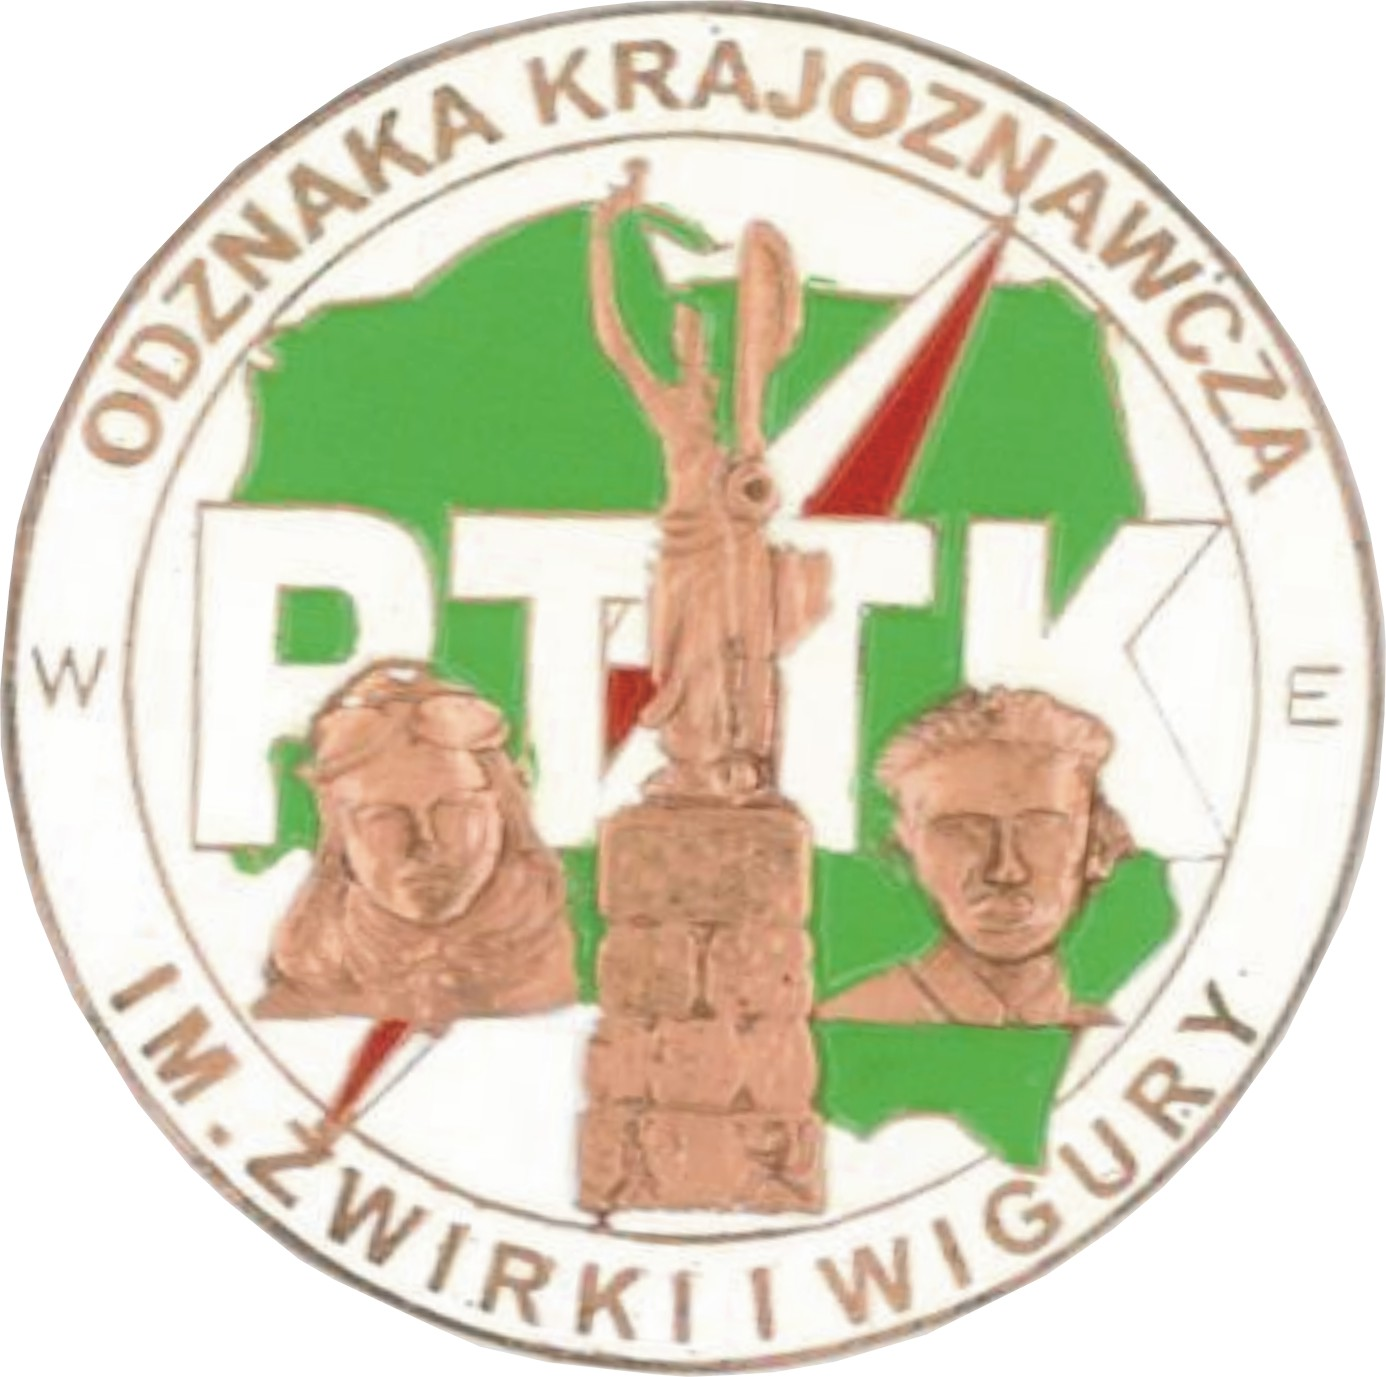 ODZNAKA KRAJOZNAWCZA
W
PTTK
E
IM. ŻWIRKI I WIGURY